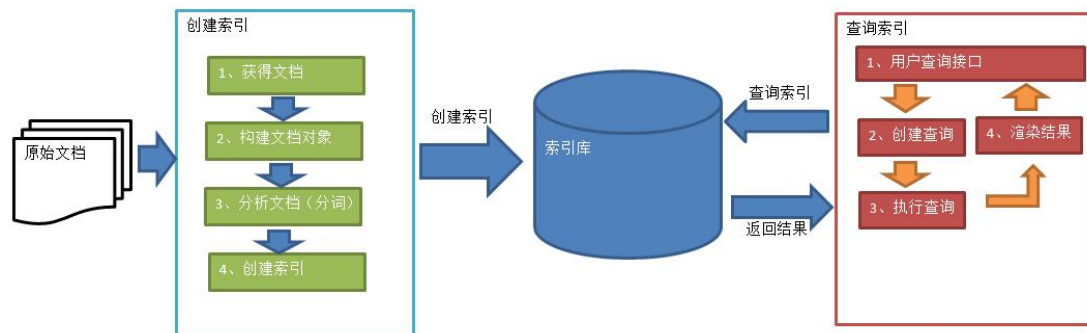 原始文档
创建索引
1、获得文档
2、构建文档对象
3、分析文档（分词）
4、创建索引
创建索引
索引库
查询索引
返回结果
查询索引
1、用户查询接口
2、创建查询
4、渲染结果
3、执行查询